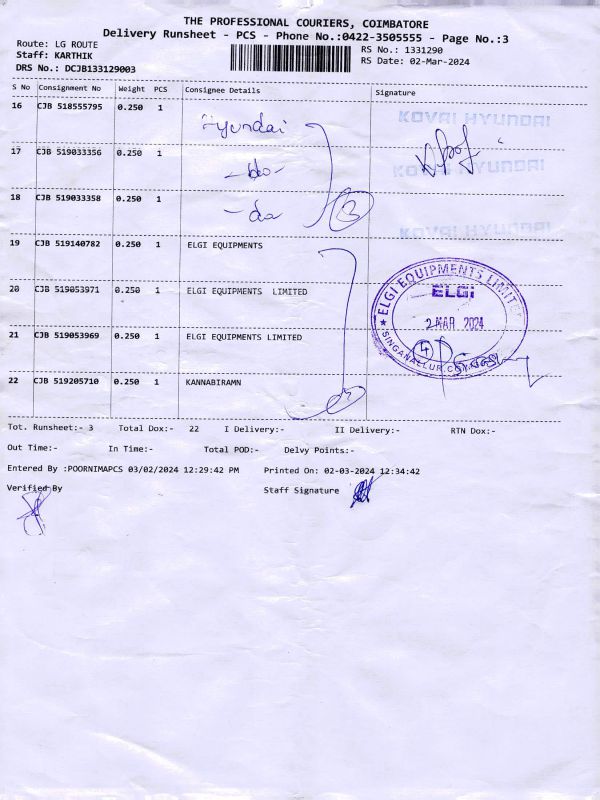 THE PROFESSIONAL COURIERS, COIMBATORE
Delivery Runsheet - PCS - Phone No.:0422-3505555 - Page No.:3
Route: LG ROUTE
RS No.: 1331290
Staff: KARTHIK
RS Date: 02-Mar-2024
DRS No.: DCJB133129003
S No Consignment No Weight PCS Consignee Details Signature
16 CJB 518555795 0.250 1 Hyundai KOVAI HYUNDAI
17 CJB 519033356 0.250 1 -do- KOVAI HYUNDAI
18 CJB 519033358 0.250 1 -do 3 KOVAI HYUNDAI
19 CJB 519140782 0.250 1 ELGI EQUIPMENTS
20 CJB 519053971 0.250 1 ELGI EQUIPMENTS LIMITED
ELGI EQUIPMENTS LIMITED
ELGI
2 MAR 2024
4
21 CJB 519053969 0.250 1 ELGI EQUIPMENTS LIMITED
22 CJB 519205710 0.250 1 KANNABIRAMN
Tot. Runsheet:- 3 Total Dox:- 22 I Delivery:- II Delivery:- RTN Dox:-
Out Time:- In Time:- Total POD:- Delvy Points:-
Entered By :POORNIMAPCS 03/02/2024 12:29:42 PM Printed On: 02-03-2024 12:34:42
Verified By Staff Signature